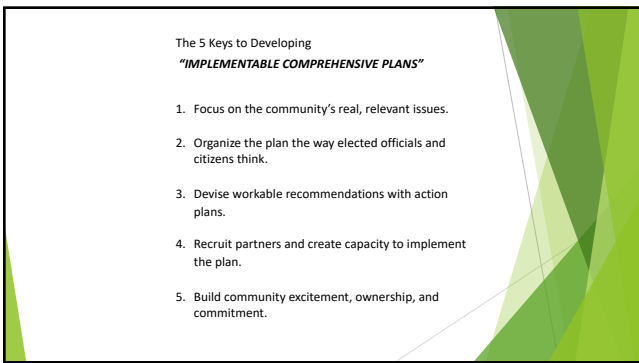 The 5 Keys to Developing
“IMPLEMENTABLE COMPREHENSIVE PLANS”
1. Focus on the community’s real, relevant issues.
2. Organize the plan the way elected officials and
citizens think.
3. Devise workable recommendations with action
plans.
4. Recruit partners and create capacity to implement
the plan.
5. Build community excitement, ownership, and
commitment.